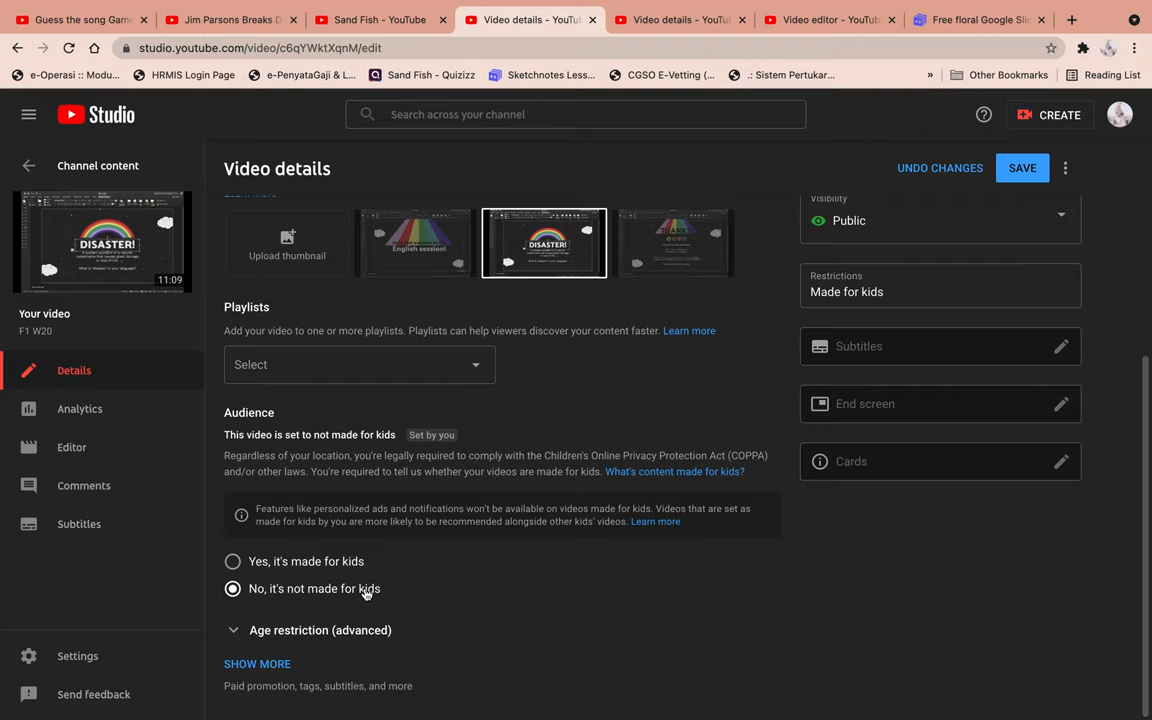 Guess the song Game
Jim Parsons Breaks D
Sand Fish - YouTube
Video details - YouTu
Video details - YouTu
Video editor - YouTub
Free floral Google Slid
studio.youtube.com/video/c6qYWktXqnM/edit
e-Operasi :: Modu...
HRMIS Login Page
e-PenyataGaji & L...
Sand Fish - Quizizz
Sketchnotes Less...
CGSO E-Vetting (...
.: Sistem Pertukar...
»
Other Bookmarks
Reading List
Studio
Search across your channel
CREATE
Channel content
Video details
UNDO CHANGES
SAVE
DISASTER!
What is 'disaster' in your language?
11:09
Your video
F1 W20
Details
Analytics
Editor
Comments
Subtitles
Settings
Send feedback
Upload thumbnail
English session!
DISASTER!
Playlists
Add your video to one or more playlists. Playlists can help viewers discover your content faster. Learn more
Select
Audience
This video is set to not made for kids Set by you
Regardless of your location, you're legally required to comply with the Children's Online Privacy Protection Act (COPPA)
and/or other laws. You're required to tell us whether your videos are made for kids. What's content made for kids?
Features like personalized ads and notifications won't be available on videos made for kids. Videos that are set as
made for kids by you are more likely to be recommended alongside other kids' videos. Learn more
Yes, it's made for kids
No, it's not made for kids
Age restriction (advanced)
SHOW MORE
Paid promotion, tags, subtitles, and more
Visibility
Public
Restrictions
Made for kids
Subtitles
End screen
Cards